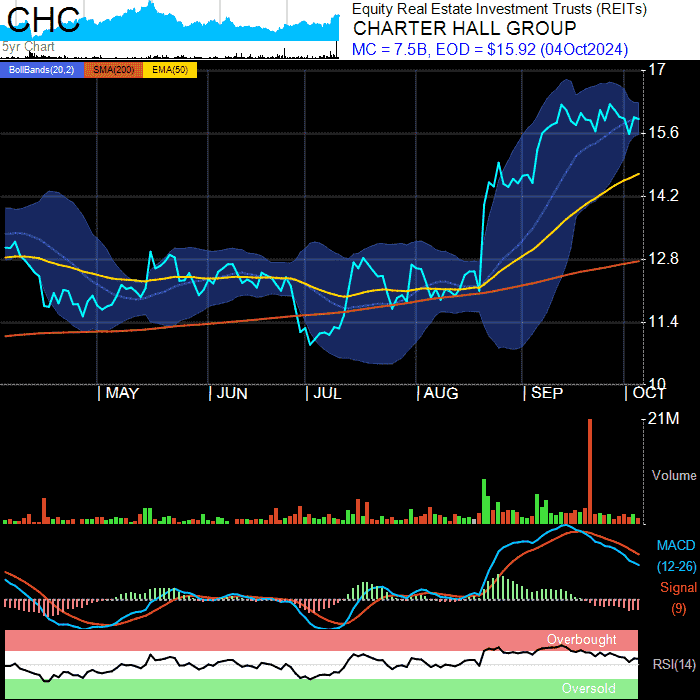 CHC
5yr Chart
Equity Real Estate Investment Trusts (REITs)
CHARTER HALL GROUP
MC = 7.5B, EOD = $15.92 (04Oct2024)
BollBands(20,2) SMA(200) EMA(50)
17
15.6
14.2
12.8
11.4
10
MAY JUN JUL AUG SEP OCT
21M
Volume
MACD
(12-26)
Signal
(9)
Overbought
RSI(14)
Oversold